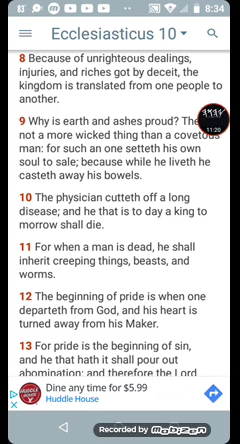 83° 8:34
Ecclesiasticus 10
8 Because of unrighteous dealings,
injuries, and riches got by deceit, the
kingdom is translated from one people to
another.
9 Why is earth and ashes proud? The
not a more wicked thing than a covetou
man: for such an one setteth his own
soul to sale; because while he liveth he
casteth away his bowels.
11:20
10 The physician cutteth off a long
disease; and he that is to day a king to
morrow shall die.
11 For when a man is dead, he shall
inherit creeping things, beasts, and
worms.
12 The beginning of pride is when one
departeth from God, and his heart is
turned away from his Maker.
13 For pride is the beginning of sin,
and he that hath it shall pour out
abomination: and therefore the Lord
HUDDLE HOUSE
Dine any time for $5.99
Huddle House
Recorded by Mobizen